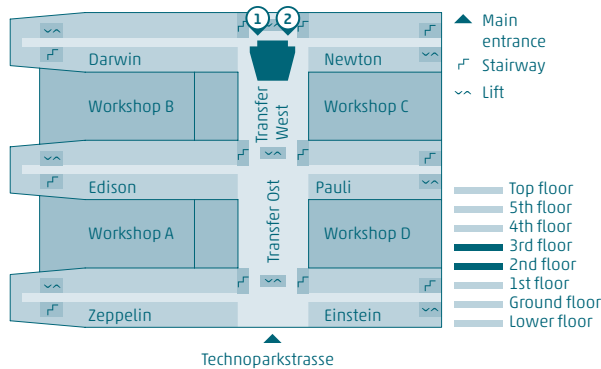 1 2
Main
entrance
Stairway
Lift
Darwin
Newton
Workshop B
Transfer
West
Workshop C
Edison
Pauli
Workshop A
Transfer Ost
Workshop D
Zeppelin
Einstein
Technoparkstrasse
Top floor
5th floor
4th floor
3rd floor
2nd floor
1st floor
Ground floor
Lower floor